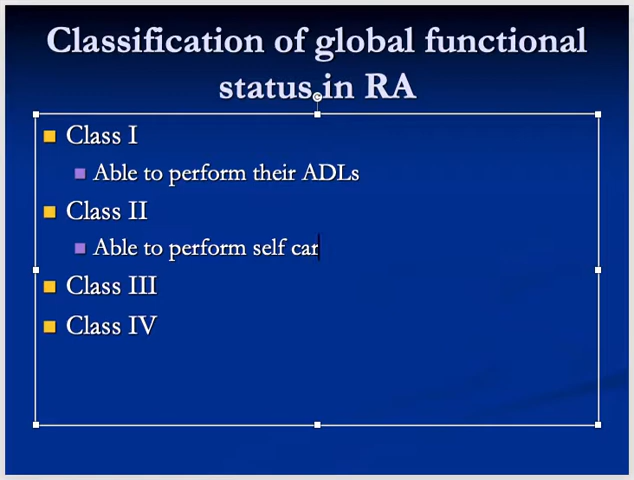 Classification of global functional
status in RA
Class I
Able to perform their ADLs
Class II
Able to perform self car
Class III
Class IV